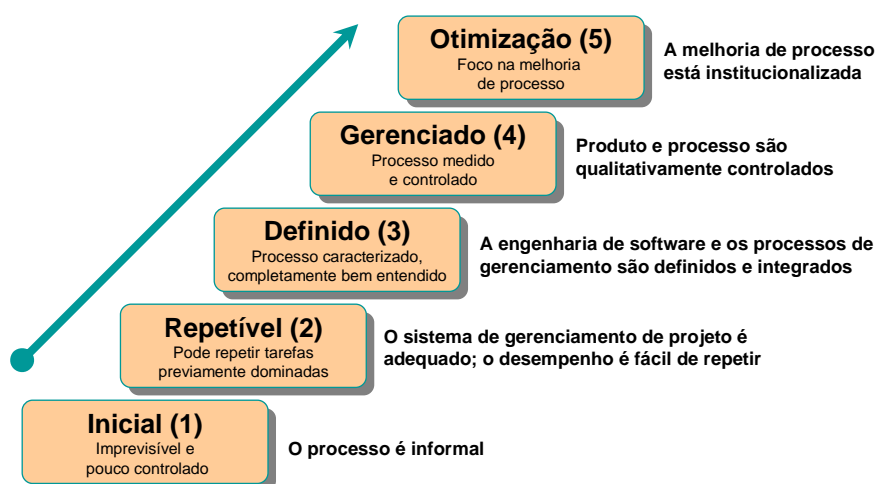 Otimização (5)
Foco na melhoria
de processo
A melhoria de processo
está institucionalizada
Gerenciado (4)
Processo medido
e controlado
Produto e processo são
qualitativamente controlados
Definido (3)
Processo caracterizado,
completamente bem entendido
A engenharia de software e os processos de
gerenciamento são definidos e integrados
Repetível (2)
Pode repetir tarefas
previamente dominadas
O sistema de gerenciamento de projeto é
adequado; o desempenho é fácil de repetir
Inicial (1)
Imprevisível e
pouco controlado
O processo é informal